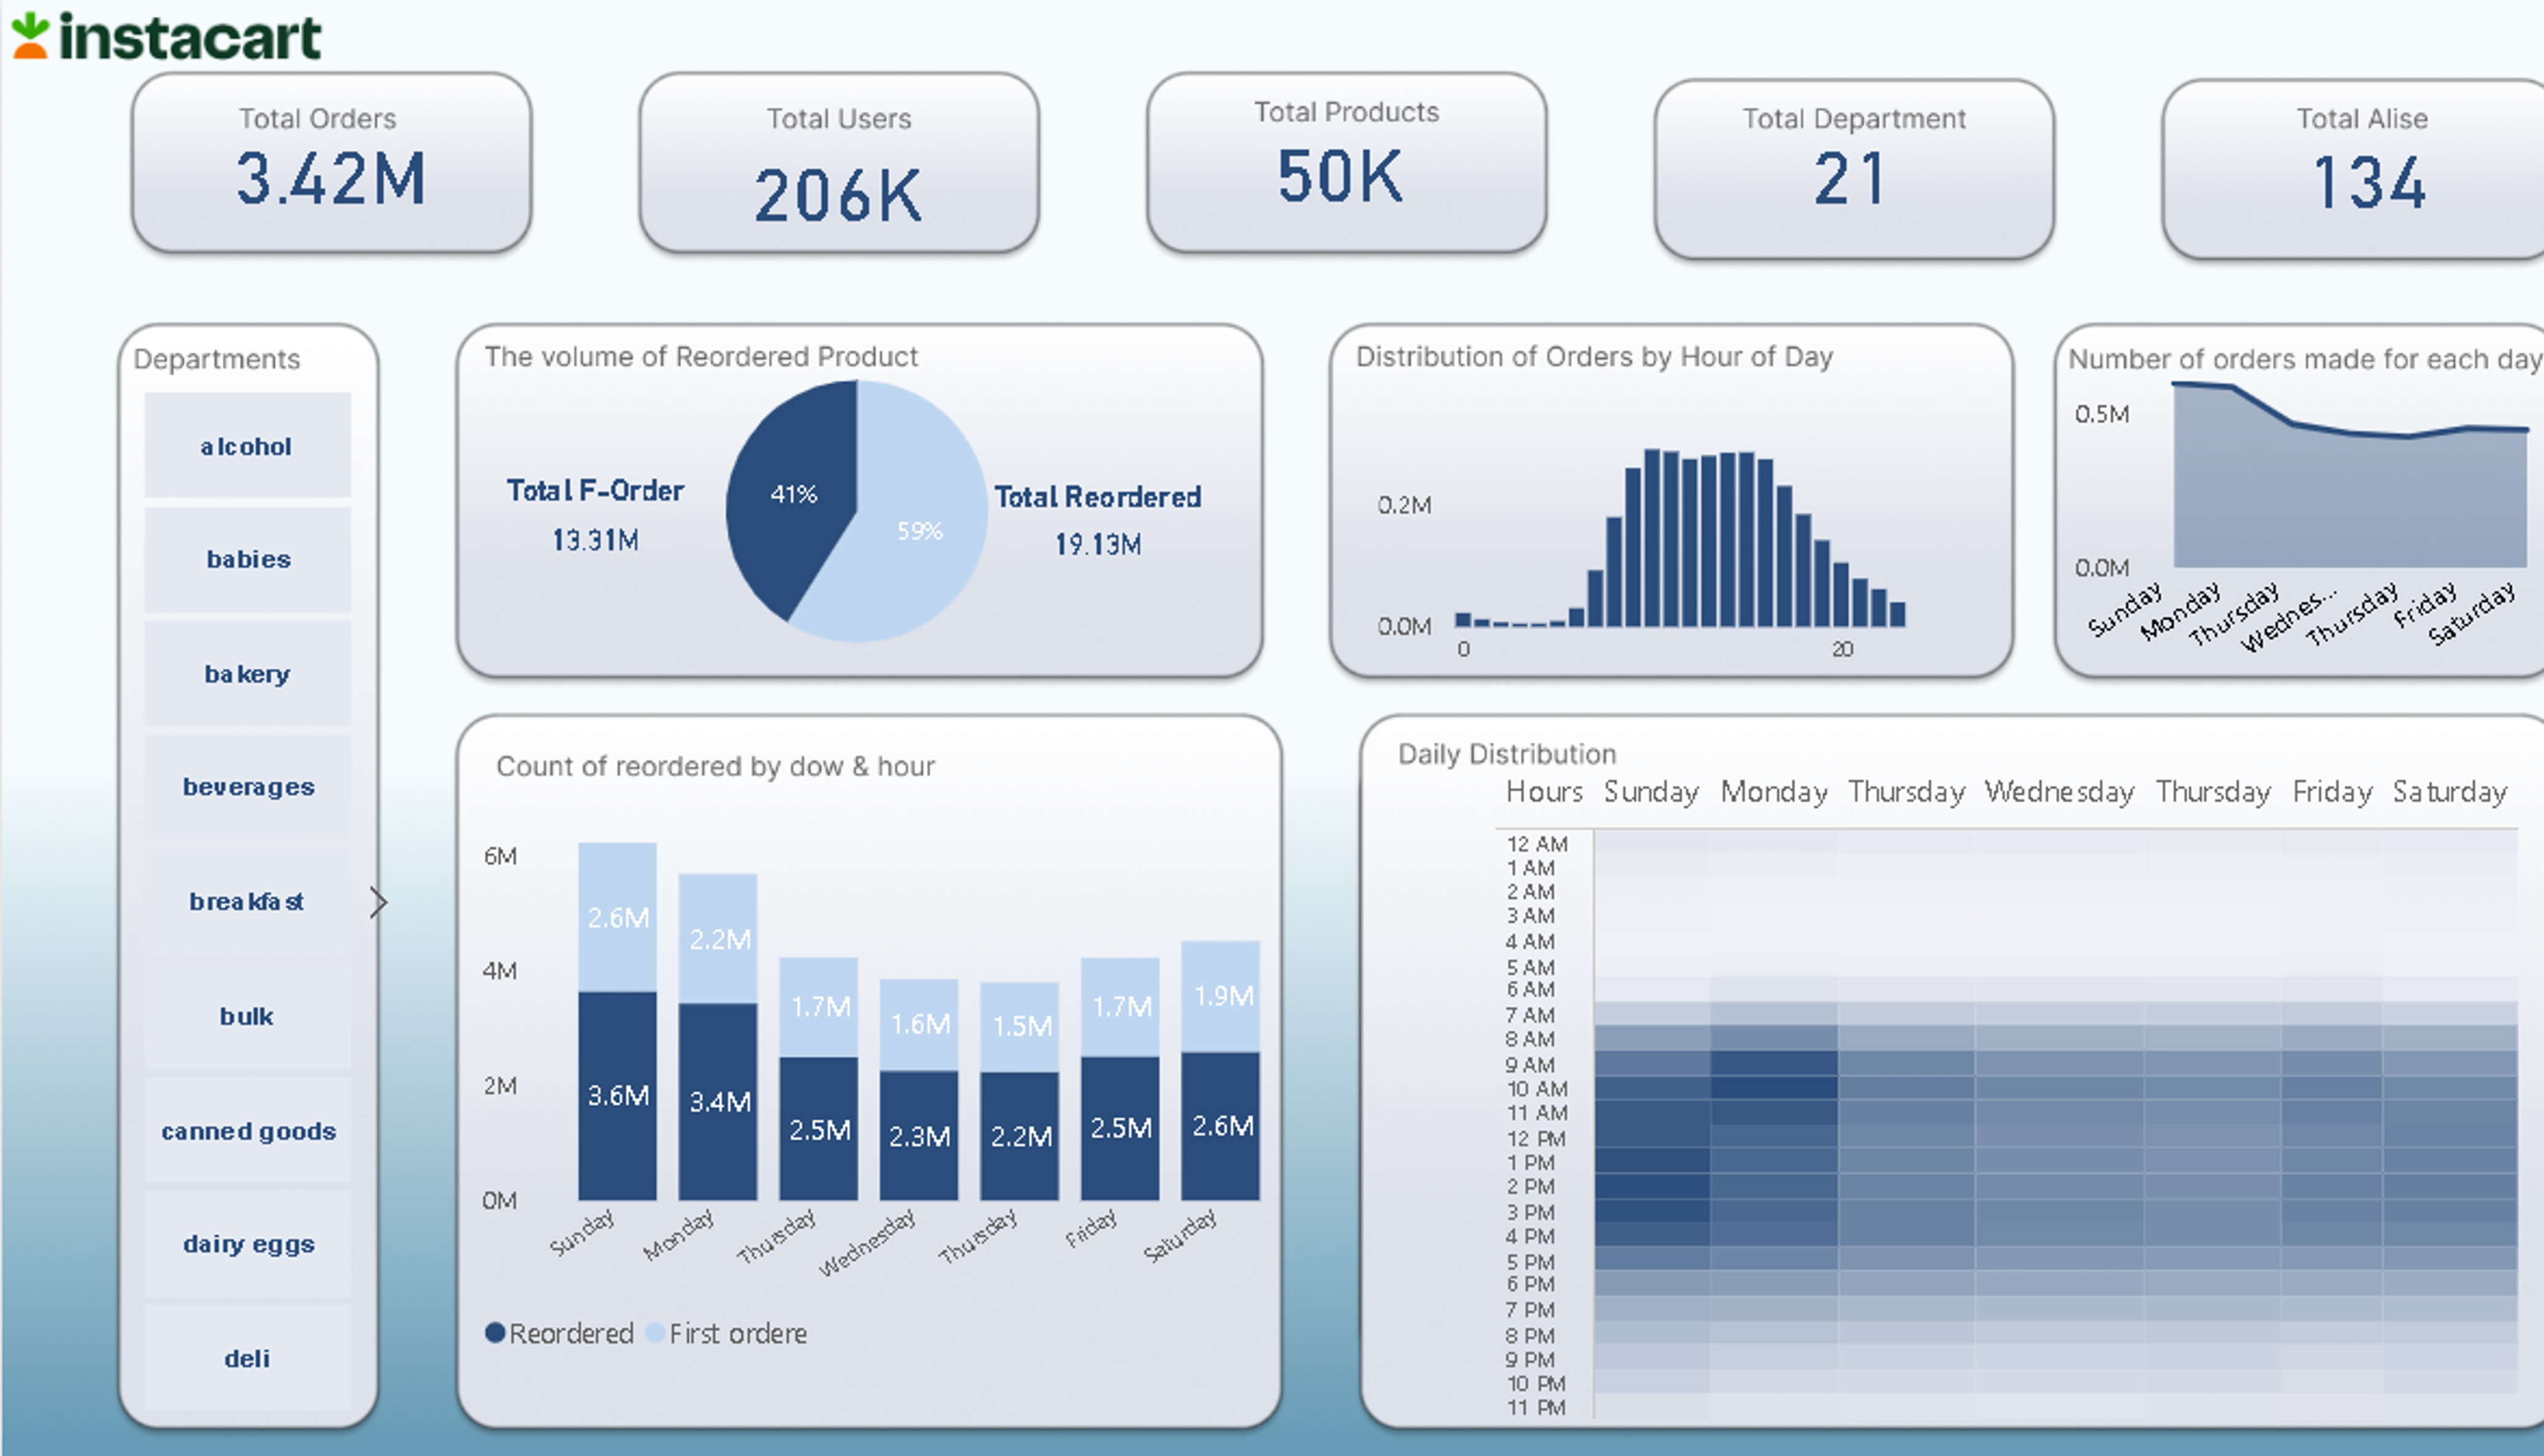 instacart
Total Orders
3.42M
Total Users
206K
Total Products
50K
Total Department
21
Total Alise
134
Departments
alcohol
babies
bakery
beverages
breakfast
bulk
canned goods
dairy eggs
deli
The volume of Reordered Product
Total F-Order
13.31M
41%
59%
Total Reordered
19.13M
Distribution of Orders by Hour of Day
0.2M
0.0M
0
20
Number of orders made for each day
0.5M
0.0M
Sunday
Monday
Thursday
Wednes...
Thursday
Friday
Saturday
Count of reordered by dow & hour
6M
4M
2M
0M
2.6M
3.6M
2.2M
3.4M
1.7M
2.5M
1.6M
2.3M
1.5M
2.2M
1.7M
2.5M
1.9M
2.6M
Sunday
Monday
Thursday
Wednesday
Thursday
Friday
Saturday
Reordered First ordere
Daily Distribution
Hours Sunday Monday Thursday Wednesday Thursday Friday Saturday
12 AM
1 AM
2 AM
3 AM
4 AM
5 AM
6 AM
7 AM
8 AM
9 AM
10 AM
11 AM
12 PM
1 PM
2 PM
3 PM
4 PM
5 PM
6 PM
7 PM
8 PM
9 PM
10 PM
11 PM